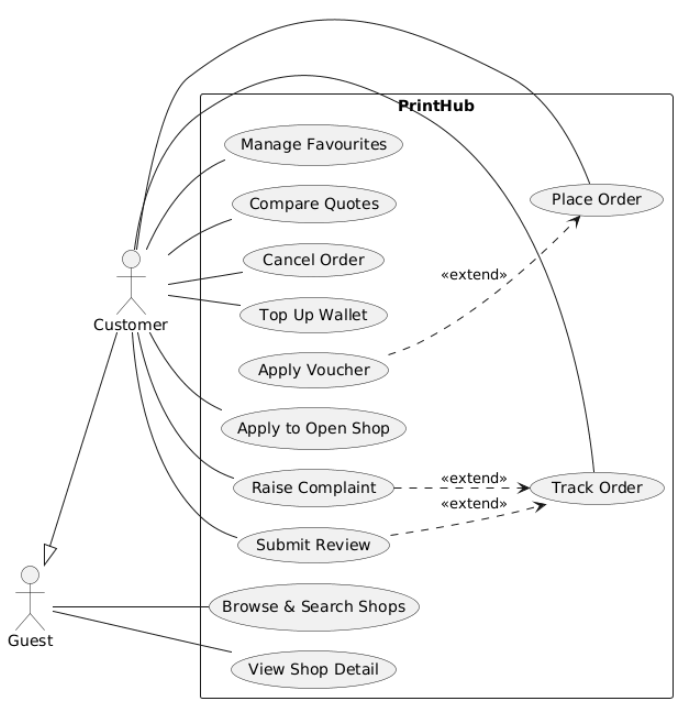 PrintHub
Manage Favourites
Place Order
Compare Quotes
Cancel Order
«extend»
Top Up Wallet
Customer
Apply Voucher
Apply to Open Shop
«extend»
Raise Complaint
Track Order
«extend»
Submit Review
Browse & Search Shops
Guest
View Shop Detail